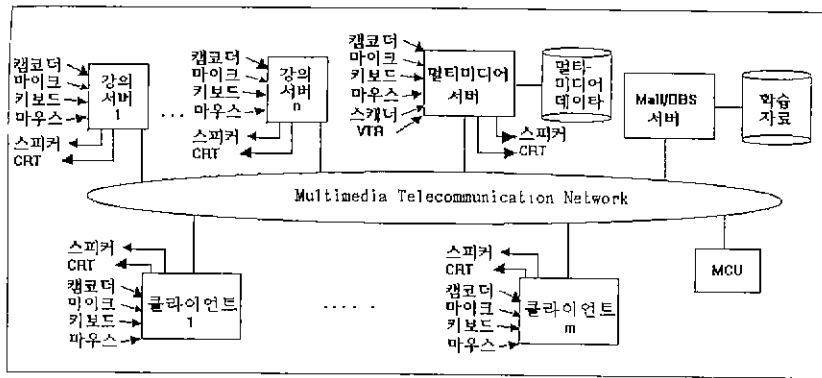 캠코더
마이크
키보드
마우스
강의
서버
1
스피커
CRT
. . .
캠코더
마이크
키보드
마우스
강의
서버
n
스피커
CRT
캠코더
마이크
키보드
마우스
스캐너
VTR
멀티미디어
서버
스피커
CRT
멀티
미디어
데이타
Mail/BBS
서버
학습
자료
Multimedia Telecommunication Network
스피커
CRT
캠코더
마이크
키보드
마우스
클라이언트
1
. . . . .
스피커
CRT
캠코더
마이크
키보드
마우스
클라이언트
m
MCU